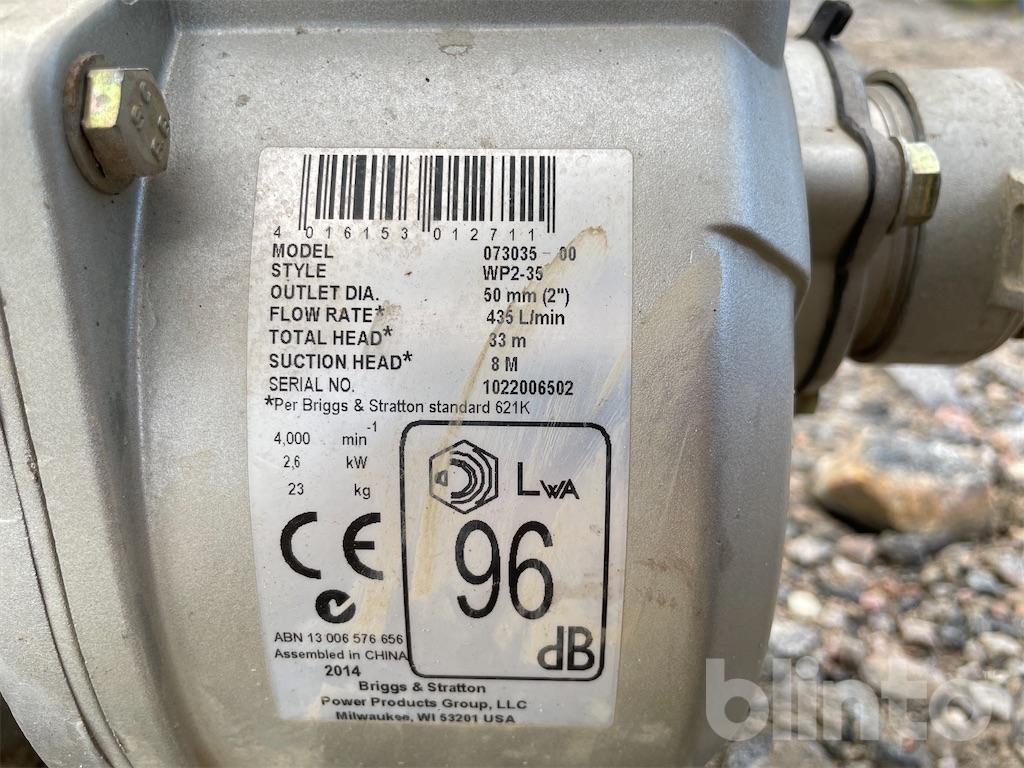 4 016153 012711
MODEL 073035 - 00
STYLE WP2-35
OUTLET DIA. 50 mm (2")
FLOW RATE* 435 L/min
TOTAL HEAD* 33 m
SUCTION HEAD* 8 M
SERIAL NO. 1022006502
*Per Briggs & Stratton standard 621K
4,000 min-1
2,6 kW
23 kg
LWA
96
dB
CE
ABN 13 006 576 656
Assembled in CHINA
2014
Briggs & Stratton
Power Products Group, LLC
Milwaukee, WI 53201 USA
blinto